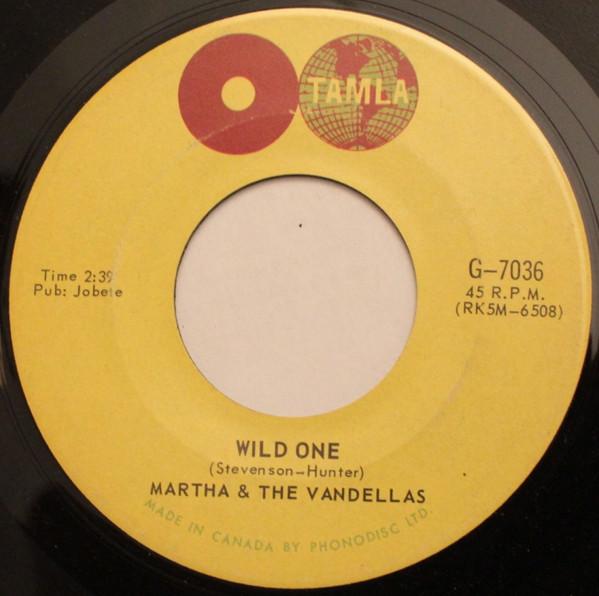 TAMLA
Time 2:39
Pub: Jobete
G-7036
45 R.P.M.
(RK5M-6508)
WILD ONE
(Stevenson-Hunter)
MARTHA & THE VANDELLAS
MADE IN CANADA BY PHONODISC LTD.